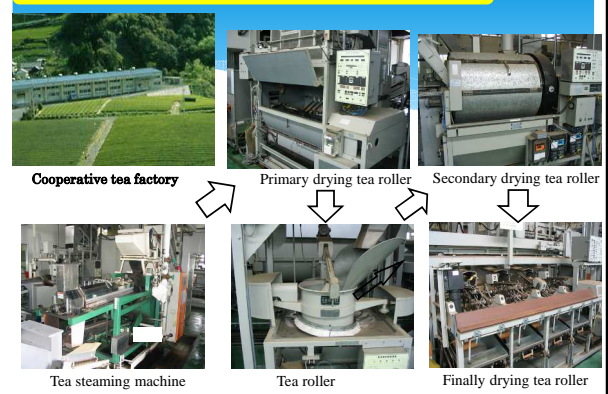 Cooperative tea factory
Primary drying tea roller
Secondary drying tea roller
Tea steaming machine
Tea roller
Finally drying tea roller